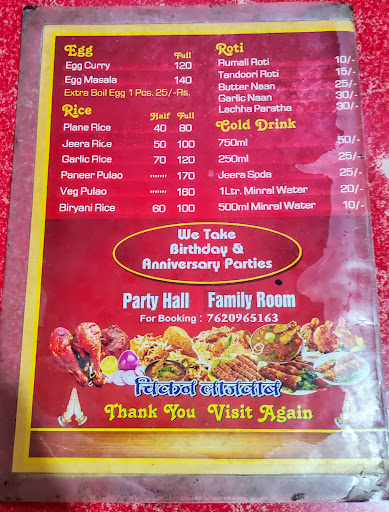 Egg Full
Egg Curry 120
Egg Masala 140
Extra Boil Egg 1 Pcs. 25/-Rs.
Rice Half Full
Plane Rice 40 80
Jeera Rice 50 100
Garlic Rice 70 120
Paneer Pulao ....... 170
Veg Pulao ....... 160
Biryani Rice 60 100
Roti
Rumali Roti 10/-
Tandoori Roti 15/-
Butter Naan 25/-
Garlic Naan 30/-
Lachha Paratha 30/-
Cold Drink
750ml 50/-
250ml 25/-
Jeera Soda 25/-
1Ltr. Minral Water 20/-
500ml Minral Water 10/-
We Take
Birthday &
Anniversary Parties
Party Hall | Family Room
For Booking : 7620965163
चिकन लाजवाब
Thank You Visit Again